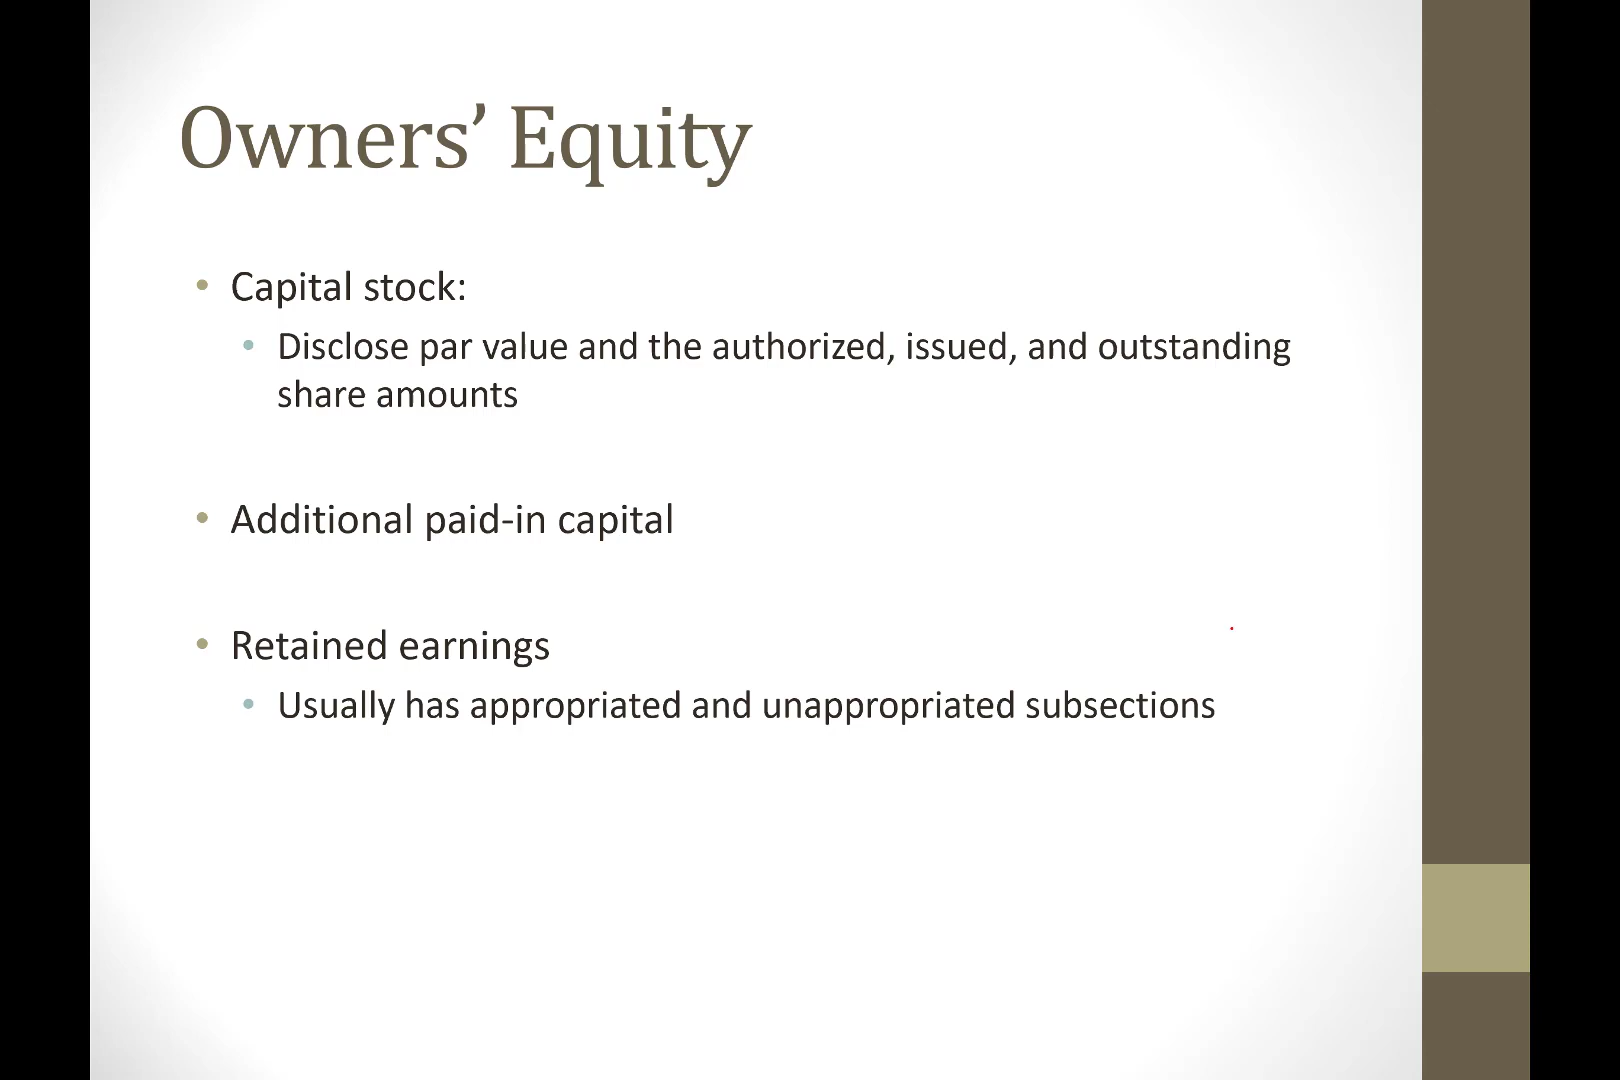 Owners’ Equity
• Capital stock:
• Disclose par value and the authorized, issued, and outstanding
share amounts
• Additional paid-in capital
• Retained earnings
• Usually has appropriated and unappropriated subsections